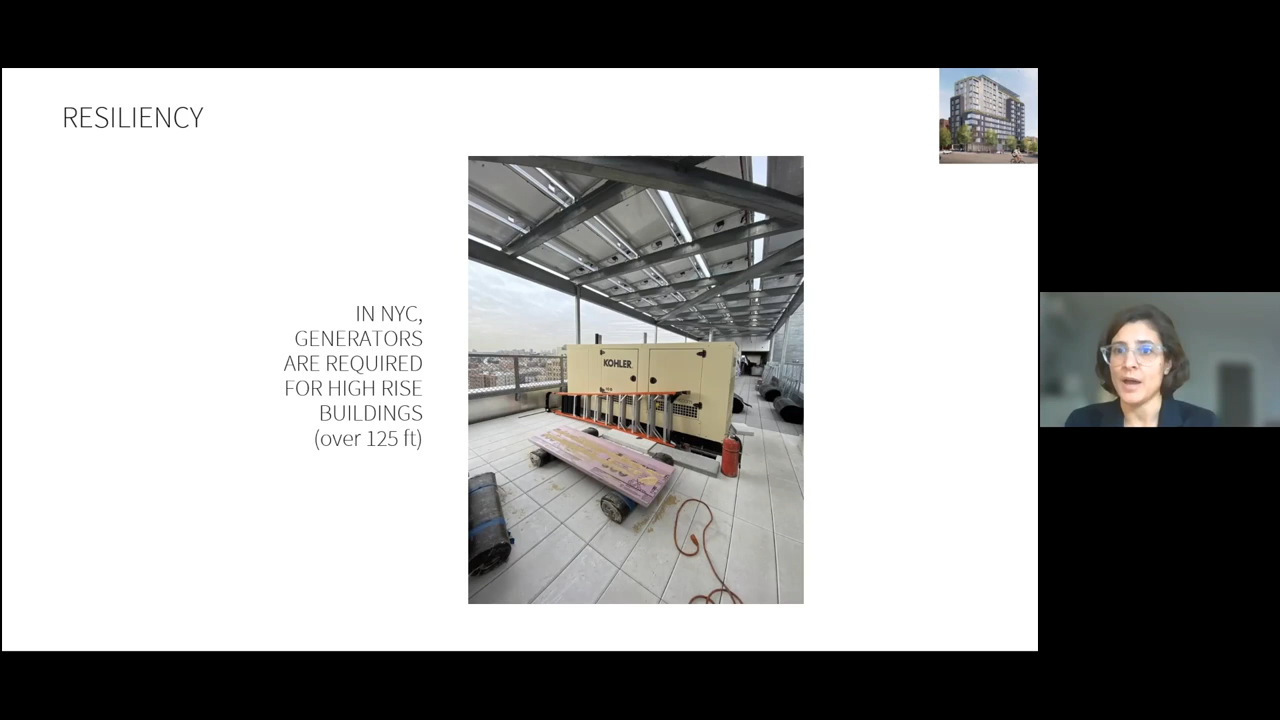 RESILIENCY
IN NYC,
GENERATORS
ARE REQUIRED
FOR HIGH RISE
BUILDINGS
(over 125 ft)
KOHLER